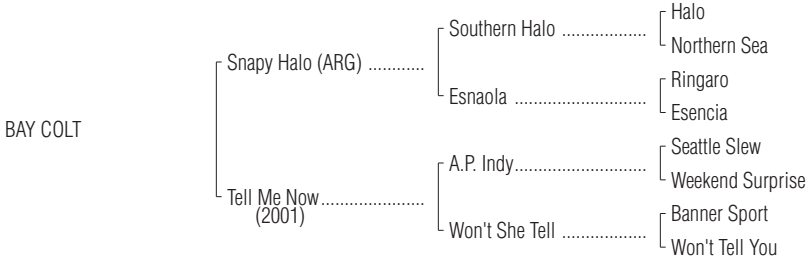 Halo
Southern Halo ..................
Northern Sea
Snapy Halo (ARG) ............
Ringaro
Esnaola ............................
Esencia
BAY COLT
Seattle Slew
A.P. Indy............................
Weekend Surprise
Tell Me Now......................
(2001)
Banner Sport
Won't She Tell ..................
Won't Tell You